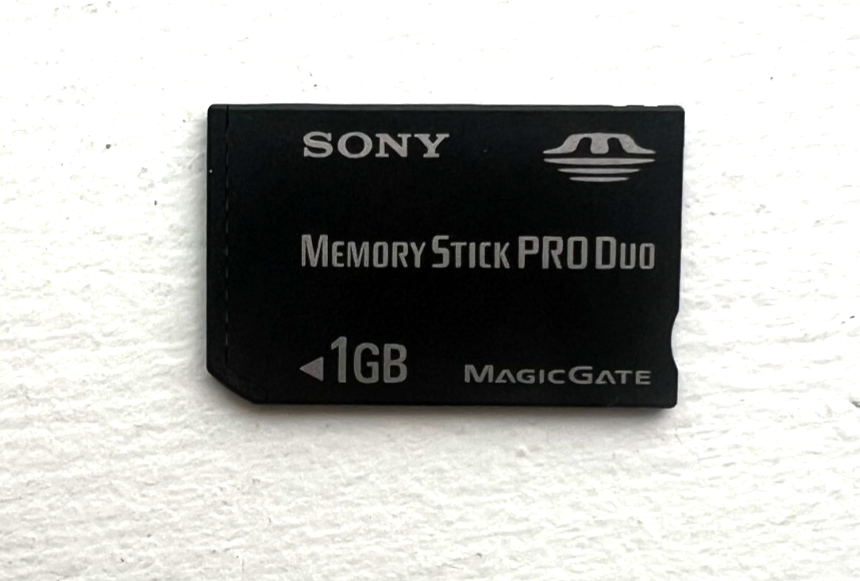 SONY
MEMORY STICK PRO DUO
1GB
MAGICGATE